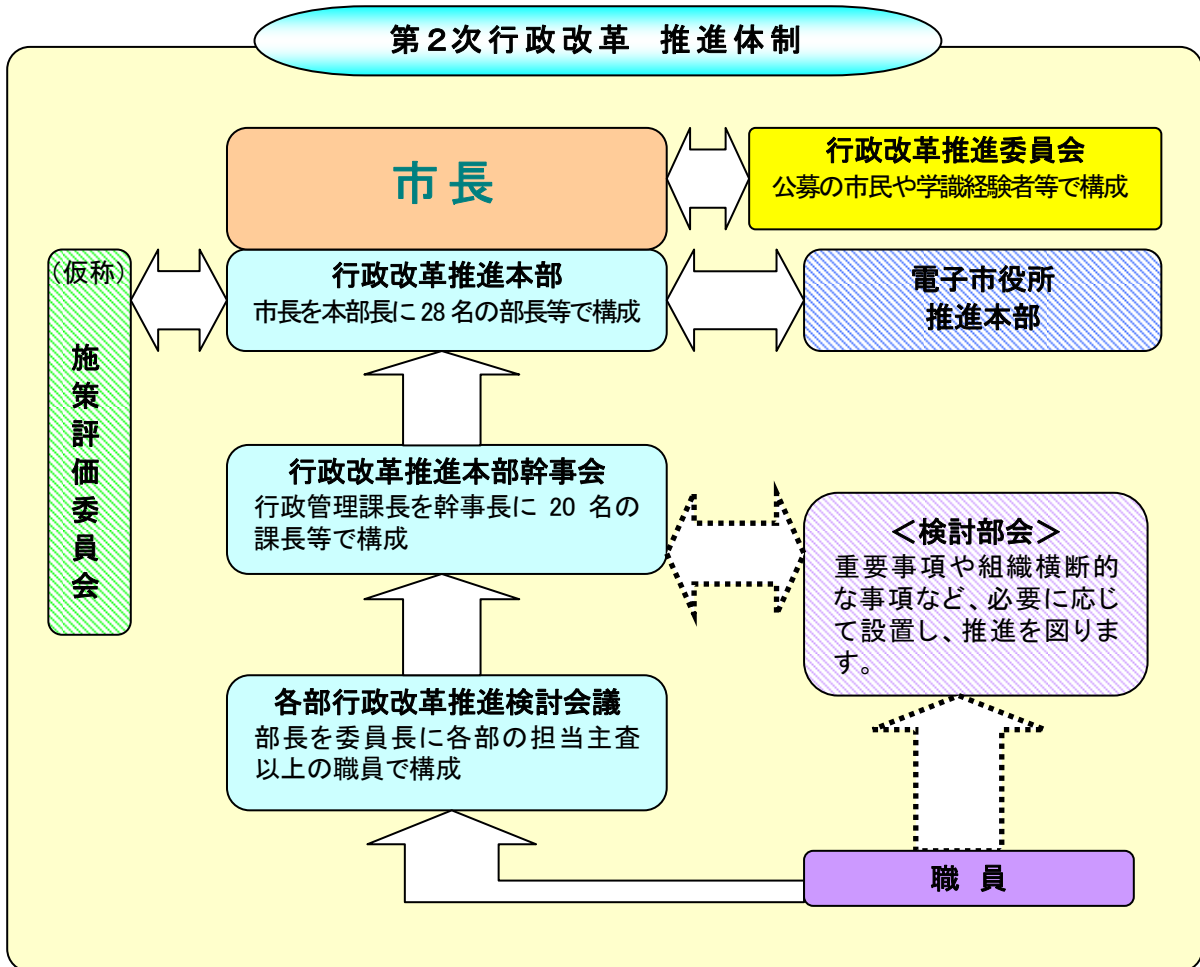 第2次行政改革　推進体制
市長
行政改革推進委員会
公募の市民や学識経験者等で構成
（仮称）
施策評価委員会
行政改革推進本部
市長を本部長に28名の部長等で構成
電子市役所
推進本部
行政改革推進本部幹事会
行政管理課長を幹事長に 20 名の
課長等で構成
＜検討部会＞
重要事項や組織横断的
な事項など、必要に応じ
て設置し、推進を図りま
す。
各部行政改革推進検討会議
部長を委員長に各部の担当主査
以上の職員で構成
職 員